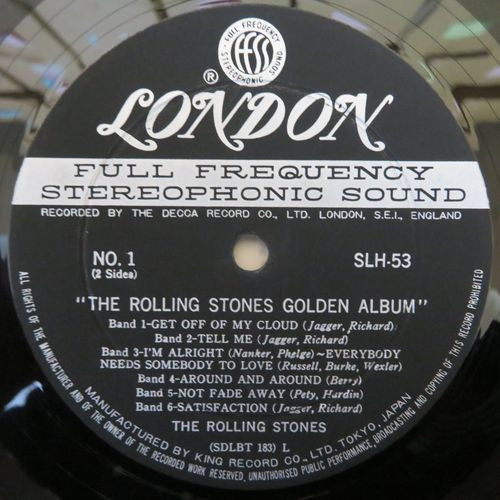 FULL FREQUENCY
ffss
STEREOPHONIC SOUND
®
LONDON
FULL FREQUENCY
STEREOPHONIC SOUND
RECORDED BY THE DECCA RECORD CO., LTD. LONDON, S.E.I., ENGLAND
NO. 1
(2 Sides)
SLH-53
"THE ROLLING STONES GOLDEN ALBUM"
Band 1-GET OFF OF MY CLOUD (Jagger, Richard)
Band 2-TELL ME (Jagger, Richard)
Band 3-I'M ALRIGHT (Nanker, Phelge)~EVERYBODY
NEEDS SOMEBODY TO LOVE (Russell, Burke, Wexler)
Band 4-AROUND AND AROUND (Berry)
Band 5-NOT FADE AWAY (Pety, Hardin)
Band 6-SATISFACTION (Jagger, Richard)
THE ROLLING STONES
(SDLBT 183) L
MANUFACTURED BY KING RECORD CO., LTD. TOKYO, JAPAN
ALL RIGHTS OF THE MANUFACTURER AND OF THE OWNER OF THE RECORDED WORK RESERVED, UNAUTHORISED PUBLIC PERFORMANCE, BROADCASTING AND COPYING OF THIS RECORD PROHIBITED